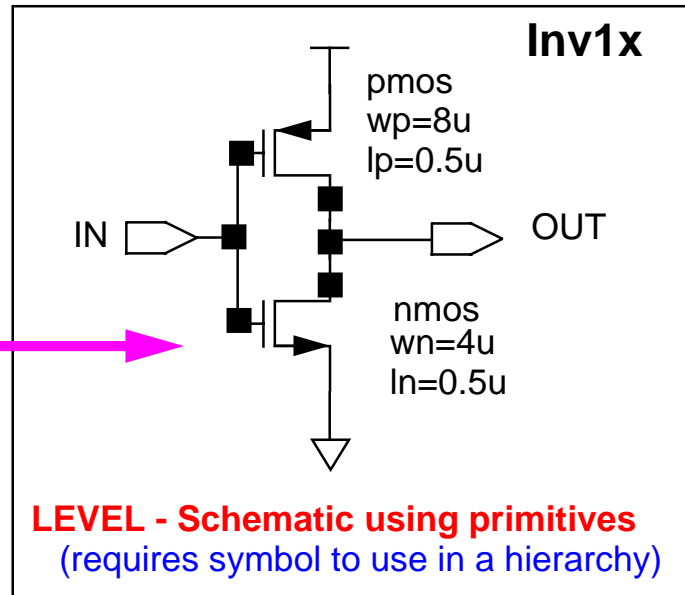 Inv1x
pmos
wp=8u
lp=0.5u
IN
OUT
nmos
wn=4u
ln=0.5u
LEVEL - Schematic using primitives
(requires symbol to use in a hierarchy)